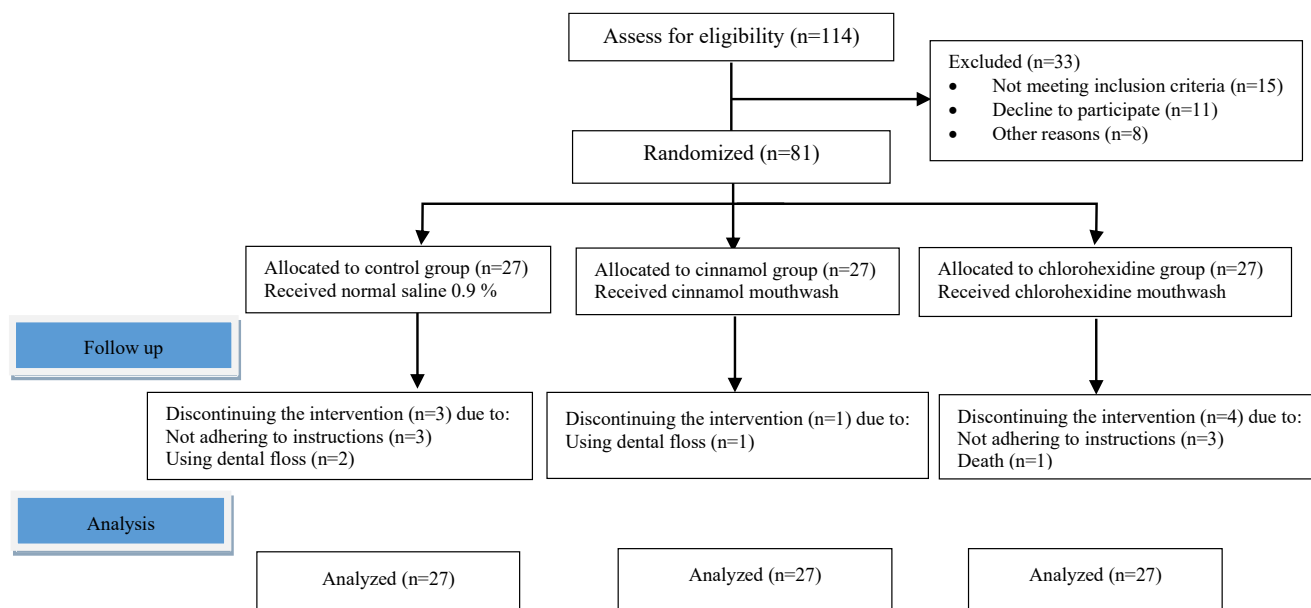 Assess for eligibility (n=114)
Excluded (n=33)
• Not meeting inclusion criteria (n=15)
• Decline to participate (n=11)
• Other reasons (n=8)
Randomized (n=81)
Allocated to control group (n=27)
Received normal saline 0.9 %
Allocated to cinnamol group (n=27)
Received cinnamol mouthwash
Allocated to chlorohexidine group (n=27)
Received chlorohexidine mouthwash
Follow up
Discontinuing the intervention (n=3) due to:
Not adhering to instructions (n=3)
Using dental floss (n=2)
Discontinuing the intervention (n=1) due to:
Using dental floss (n=1)
Discontinuing the intervention (n=4) due to:
Not adhering to instructions (n=3)
Death (n=1)
Analysis
Analyzed (n=27)
Analyzed (n=27)
Analyzed (n=27)